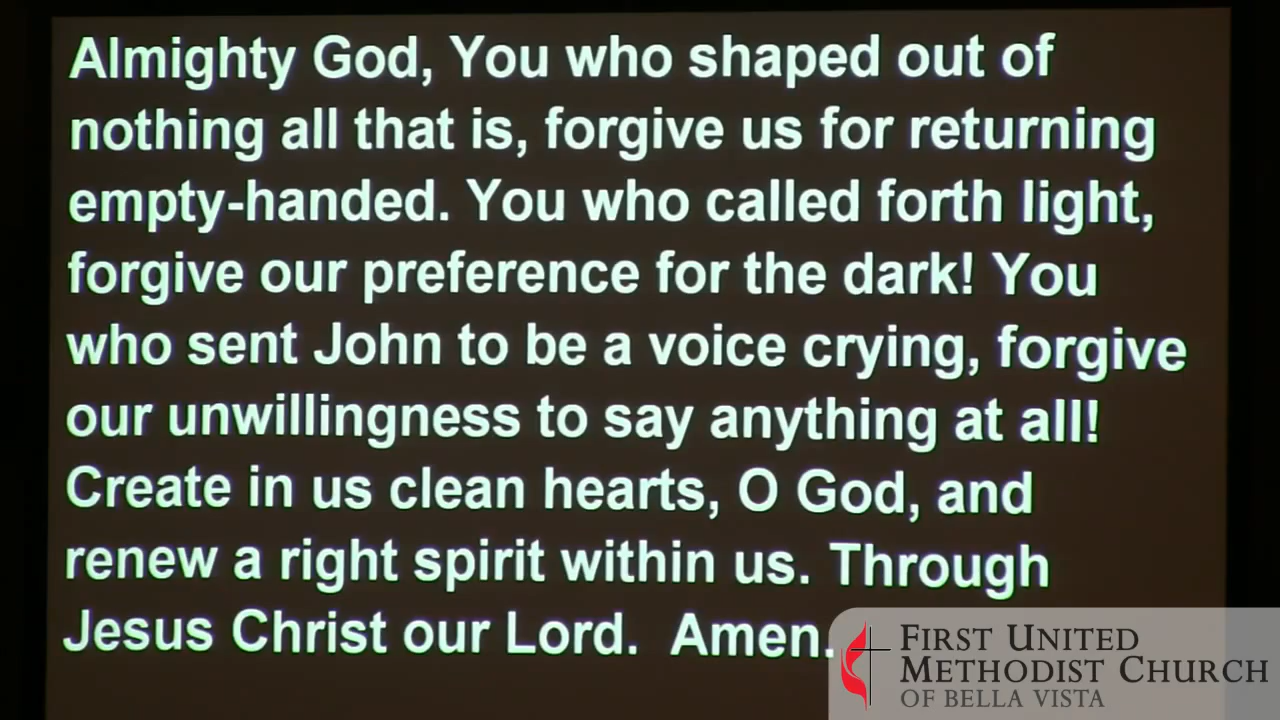 Almighty God, You who shaped out of
nothing all that is, forgive us for returning
empty-handed. You who called forth light,
forgive our preference for the dark! You
who sent John to be a voice crying, forgive
our unwillingness to say anything at all!
Create in us clean hearts, O God, and
renew a right spirit within us. Through
Jesus Christ our Lord.  Amen.
FIRST UNITED
METHODIST CHURCH
OF BELLA VISTA